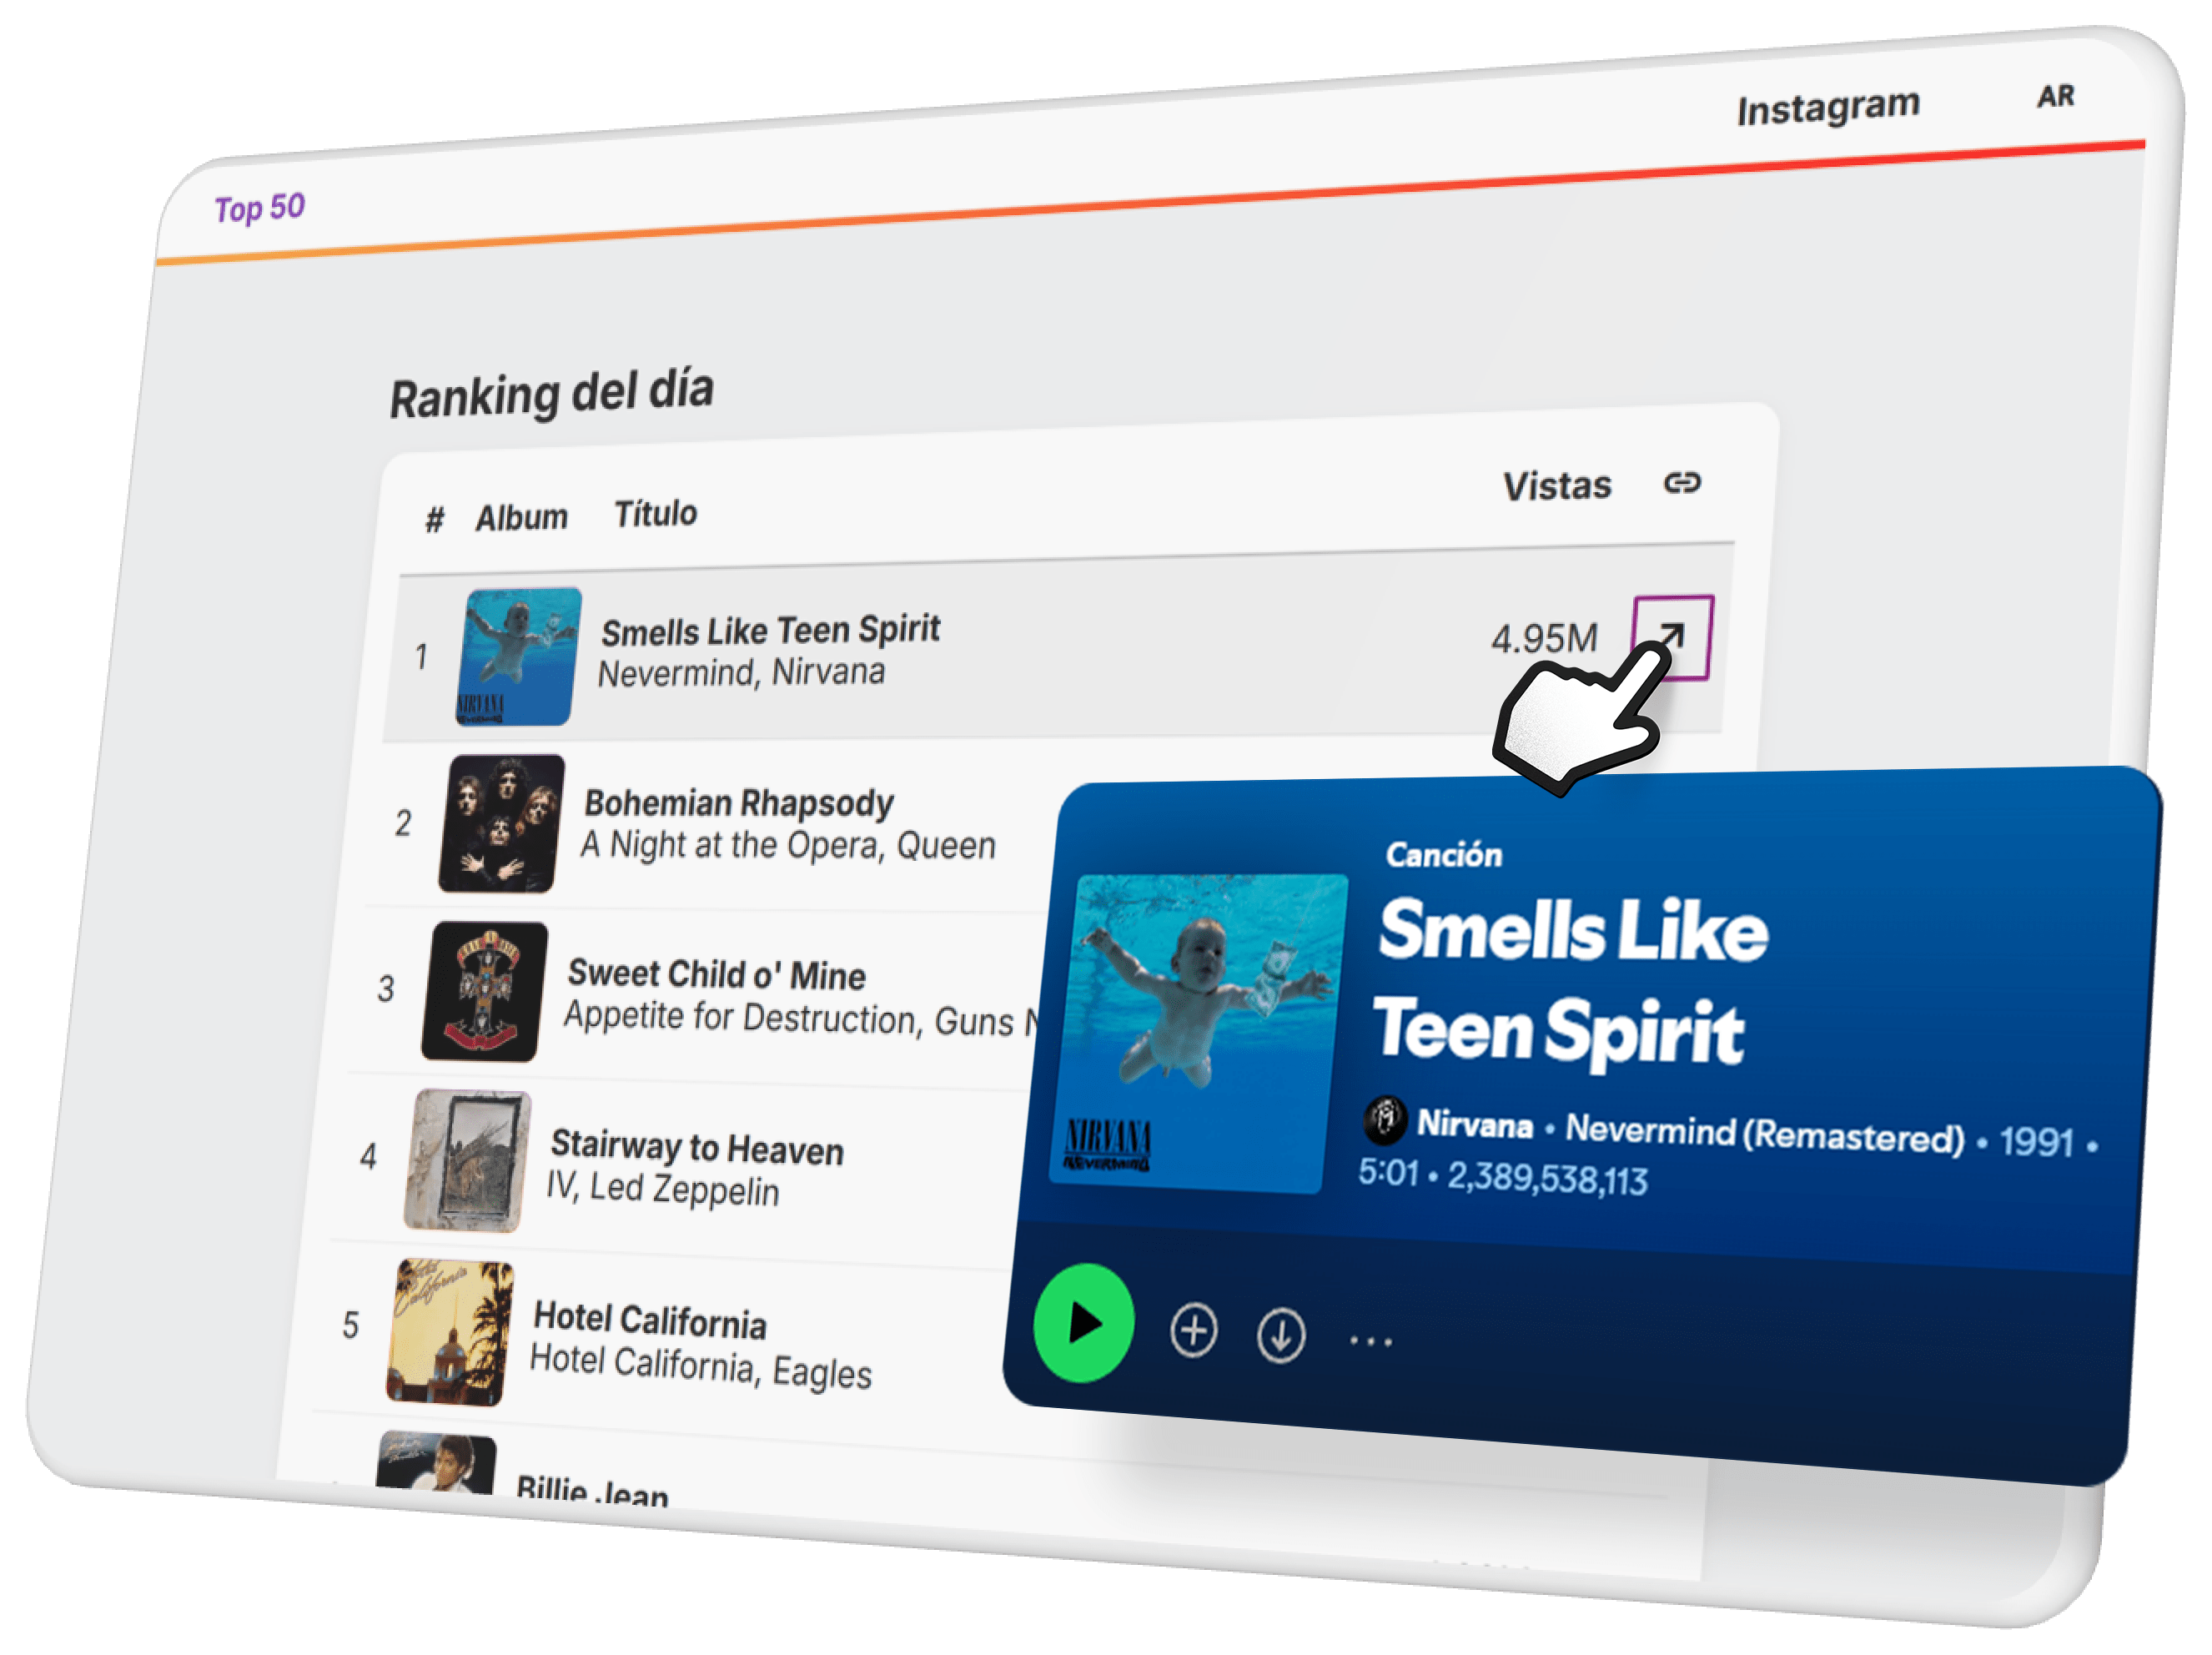 Top 50
Instagram
AR
Ranking del día
# Album Título Vistas
1
Smells Like Teen Spirit
Nevermind, Nirvana
4.95M
NIRVANA
NEVERMIND
2
Bohemian Rhapsody
A Night at the Opera, Queen
3
Sweet Child o' Mine
Appetite for Destruction, Guns N
4
Stairway to Heaven
IV, Led Zeppelin
5
Hotel California
Hotel California, Eagles
Billie Jean
Canción
Smells Like
Teen Spirit
Nirvana • Nevermind (Remastered) • 1991 •
5:01 • 2,389,538,113
NIRVANA
NEVERMIND